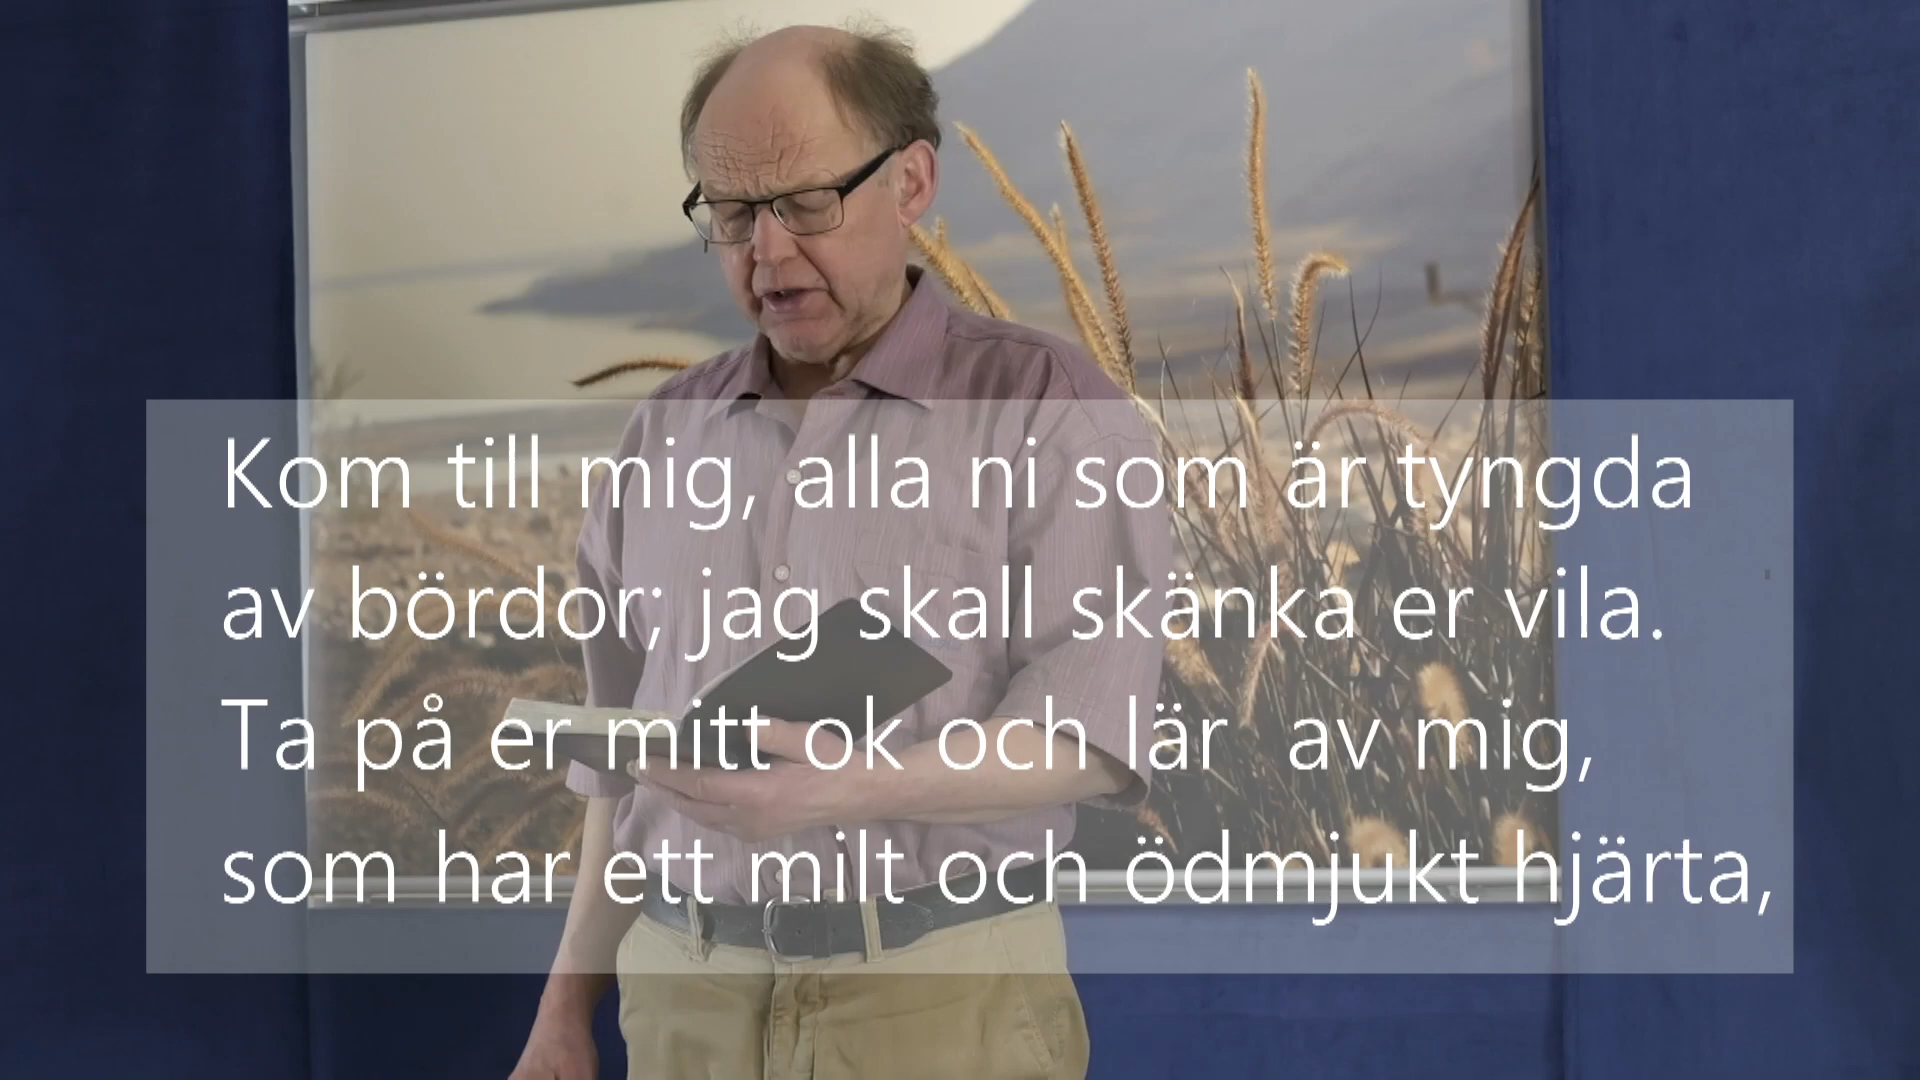 Kom till mig, alla ni som är tyngda
av bördor; jag skall skänka er vila.
Ta på er mitt ok och lär av mig,
som har ett milt och ödmjukt hjärta,